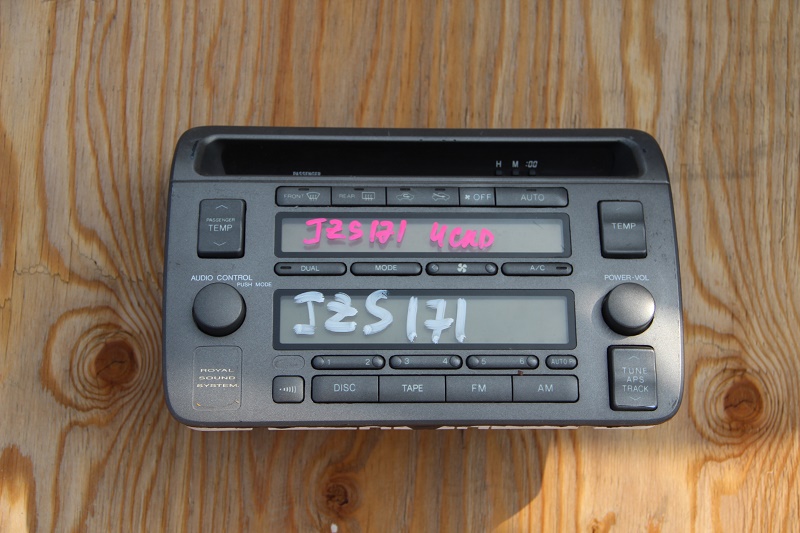 H M :00
PASSENGER
FRONT REAR OFF AUTO
PASSENGER
TEMP
JZS171
TEMP
DUAL MODE A/C
AUDIO CONTROL
PUSH MODE
POWER·VOL
JZS171
1 2 3 4 5 6 AUTO·P
ROYAL
SOUND
SYSTEM
DISC TAPE FM AM
TUNE
APS
TRACK